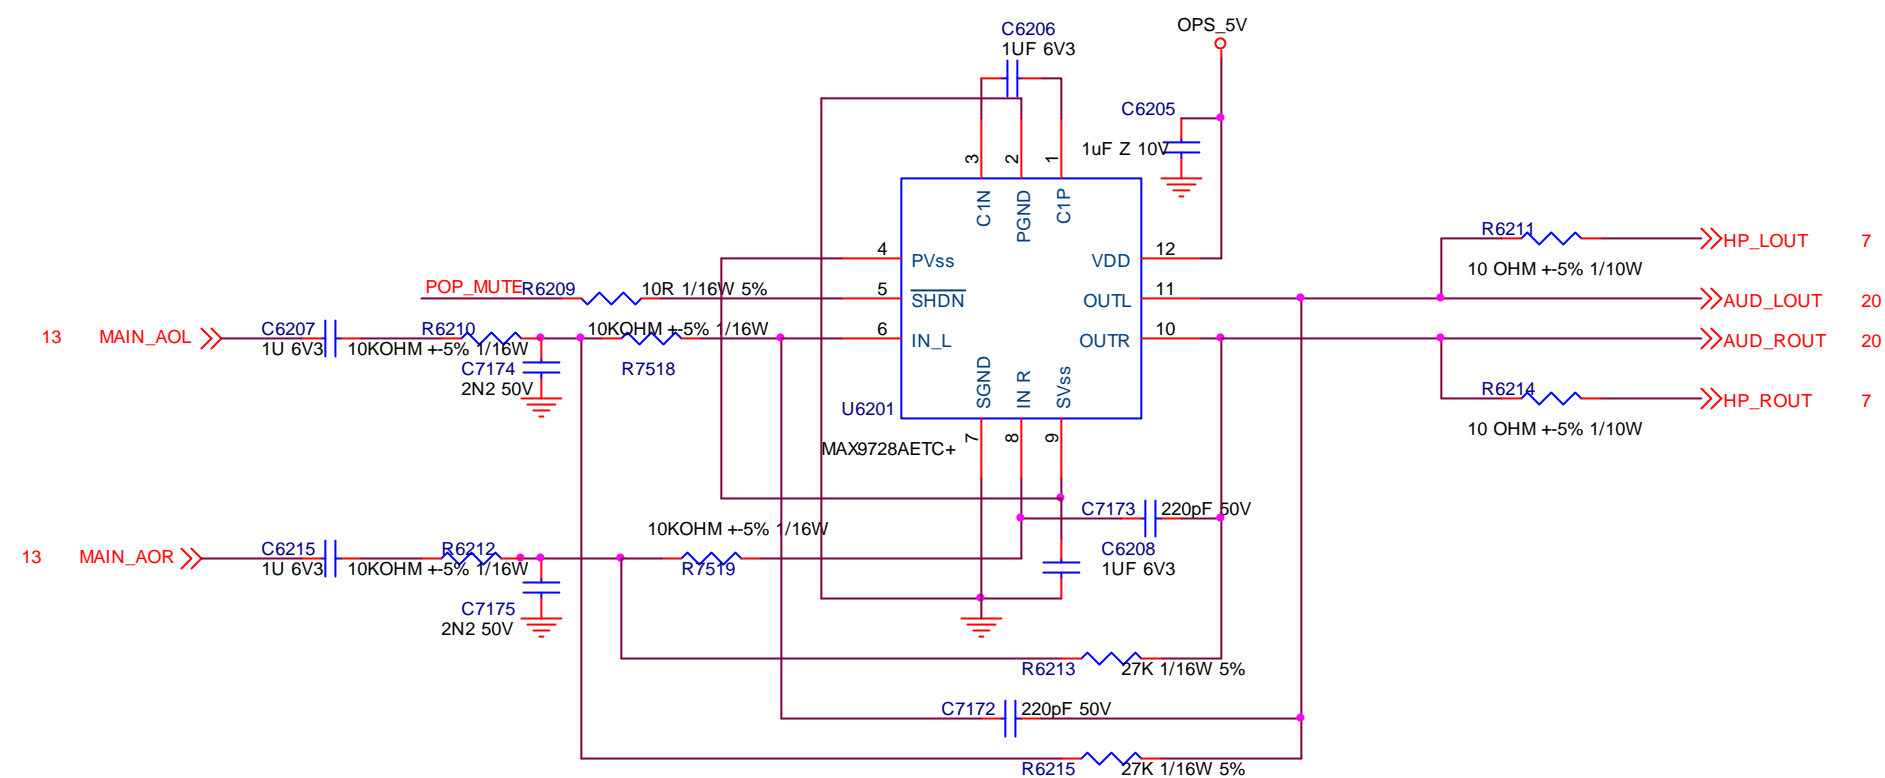 C6206
1UF 6V3
OPS_5V
C6205
1uF Z 10V
3
2
1
C1N
PGND
C1P
4
PVss
VDD
12
R6211
HP_LOUT 7
10 OHM +-5% 1/10W
POP_MUTE
R6209
10R 1/16W 5%
5
SHDN
OUTL
11
AUD_LOUT 20
13 MAIN_AOL
C6207
1U 6V3
R6210
10KOHM +-5% 1/16W
10KOHM +-5% 1/16W
R7518
6
IN_L
OUTR
10
AUD_ROUT 20
C7174
2N2 50V
SGND
IN R
SVss
R6214
HP_ROUT 7
10 OHM +-5% 1/10W
U6201
7
8
9
MAX9728AETC+
C7173
220pF 50V
10KOHM +-5% 1/16W
R7519
13 MAIN_AOR
C6215
1U 6V3
R6212
10KOHM +-5% 1/16W
C6208
1UF 6V3
C7175
2N2 50V
R6213
27K 1/16W 5%
C7172
220pF 50V
R6215
27K 1/16W 5%